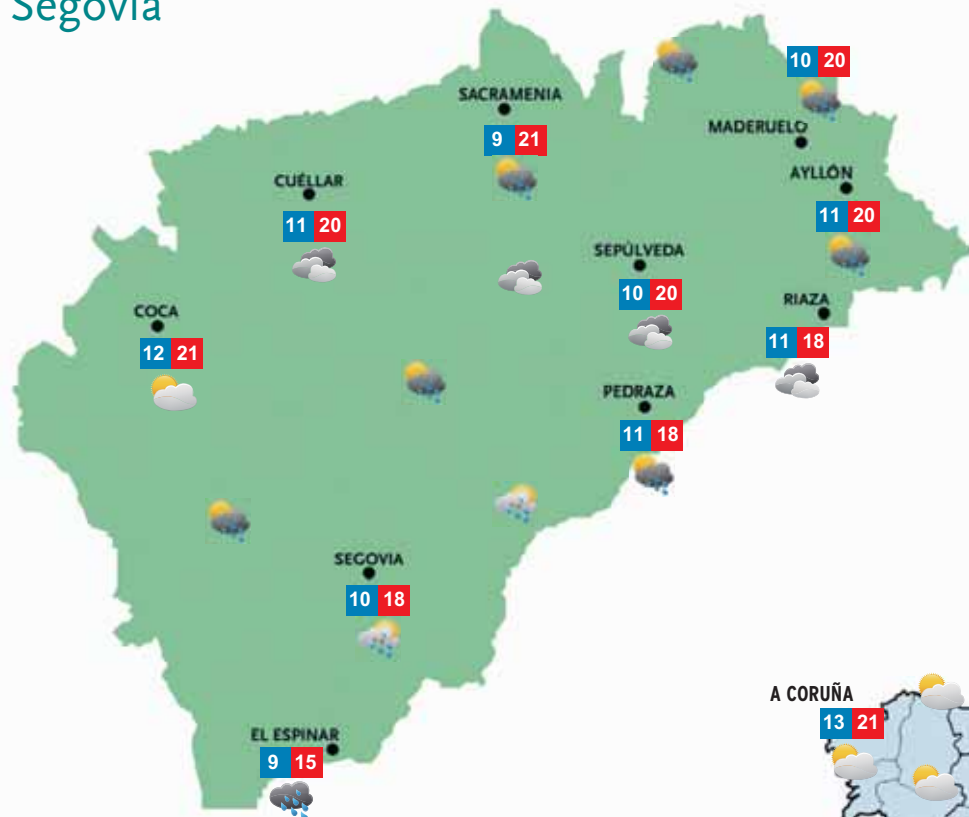 Segovia
10 20
SACRAMENIA
9 21
MADERUELO
AYLLÓN
11 20
CUÉLLAR
11 20
SEPÚLVEDA
10 20
RIAZA
11 18
COCA
12 21
PEDRAZA
11 18
SEGOVIA
10 18
A CORUÑA
13 21
EL ESPINAR
9 15